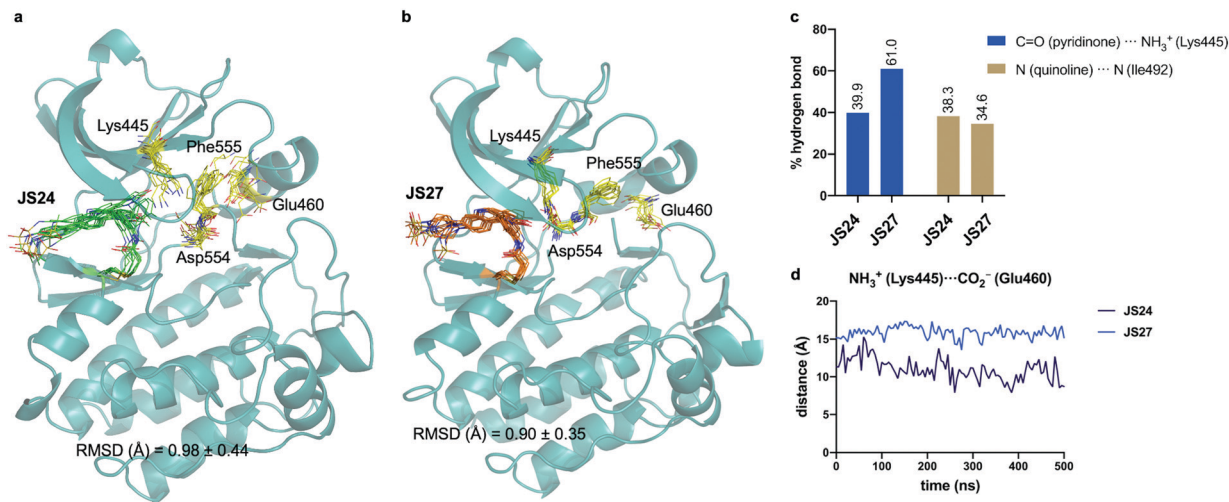 a
Lys445
Phe555
JS24
Glu460
Asp554
RMSD (Å) = 0.98 ± 0.44
b
Lys445
Phe555
JS27
Glu460
Asp554
RMSD (Å) = 0.90 ± 0.35
c
% hydrogen bond
80
60
40
20
0
39.9
61.0
38.3
34.6
JS24
JS27
JS24
JS27
C=O (pyridinone) ··· NH₃⁺ (Lys445)
N (quinoline) ··· N (Ile492)
d
NH₃⁺ (Lys445)···CO₂⁻ (Glu460)
distance (Å)
20
15
10
5
0
0
100
200
300
400
500
time (ns)
JS24
JS27